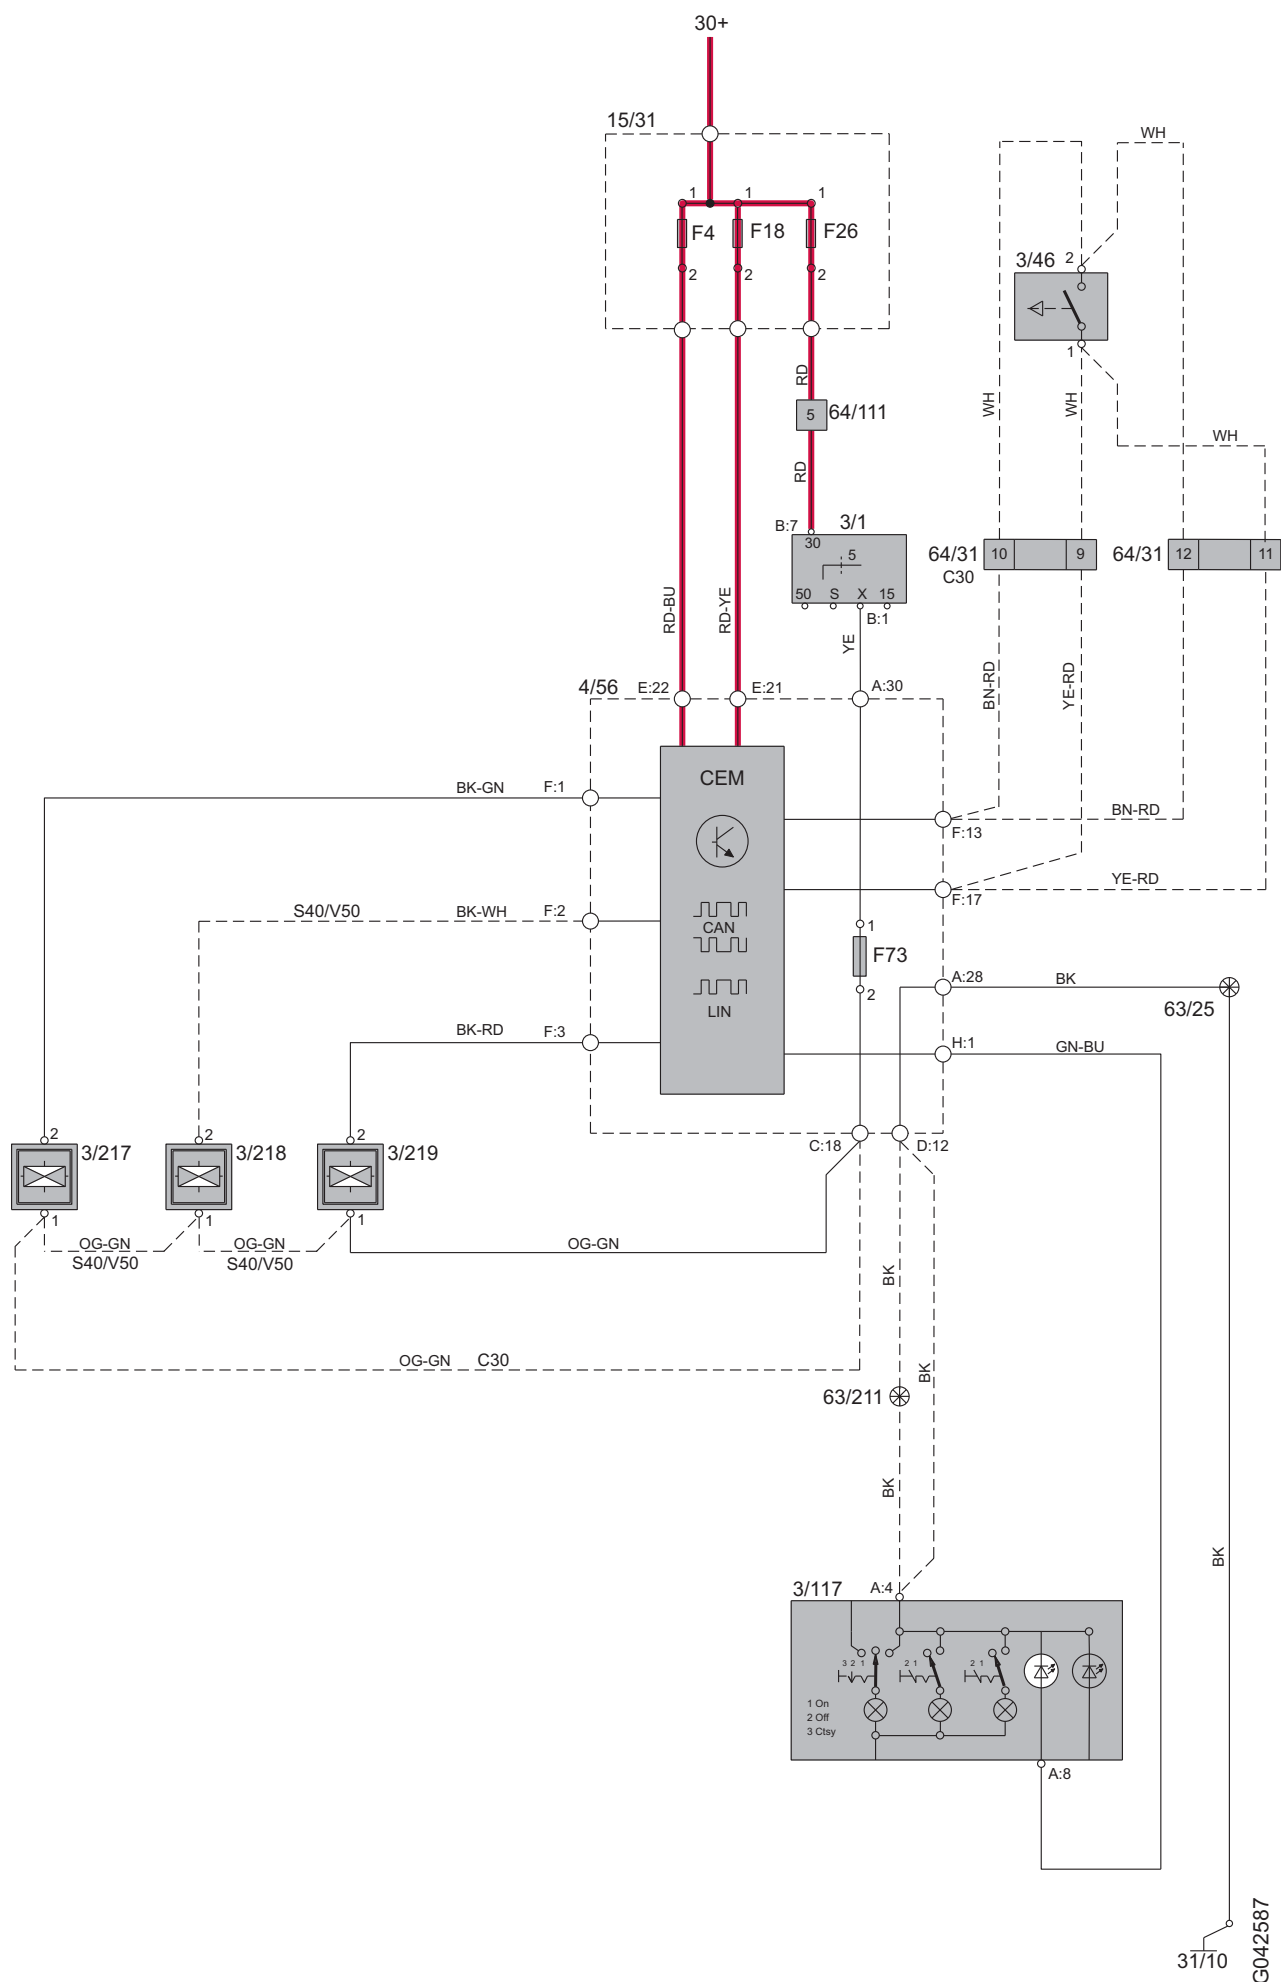 30+
15/31
WH
1
1
1
F4
F18
F26
2
2
2
3/46
2
1
RD
WH
WH
WH
5
64/111
RD
B:7
3/1
30
5
50
S
X
15
B:1
64/31
10
9
C30
64/31
12
11
RD-BU
RD-YE
YE
BN-RD
YE-RD
4/56
E:22
E:21
A:30
CEM
BK-GN
F:1
BN-RD
F:13
YE-RD
F:17
S40/V50
BK-WH
F:2
CAN
1
F73
2
LIN
A:28
BK
63/25
BK-RD
F:3
H:1
GN-BU
2
3/217
2
3/218
2
3/219
C:18
D:12
1
1
1
OG-GN
S40/V50
OG-GN
S40/V50
OG-GN
BK
OG-GN
C30
BK
63/211
BK
BK
3/117
A:4
3 2 1
2 1
2 1
1 On
2 Off
3 Ctsy
A:8
31/10
G042587